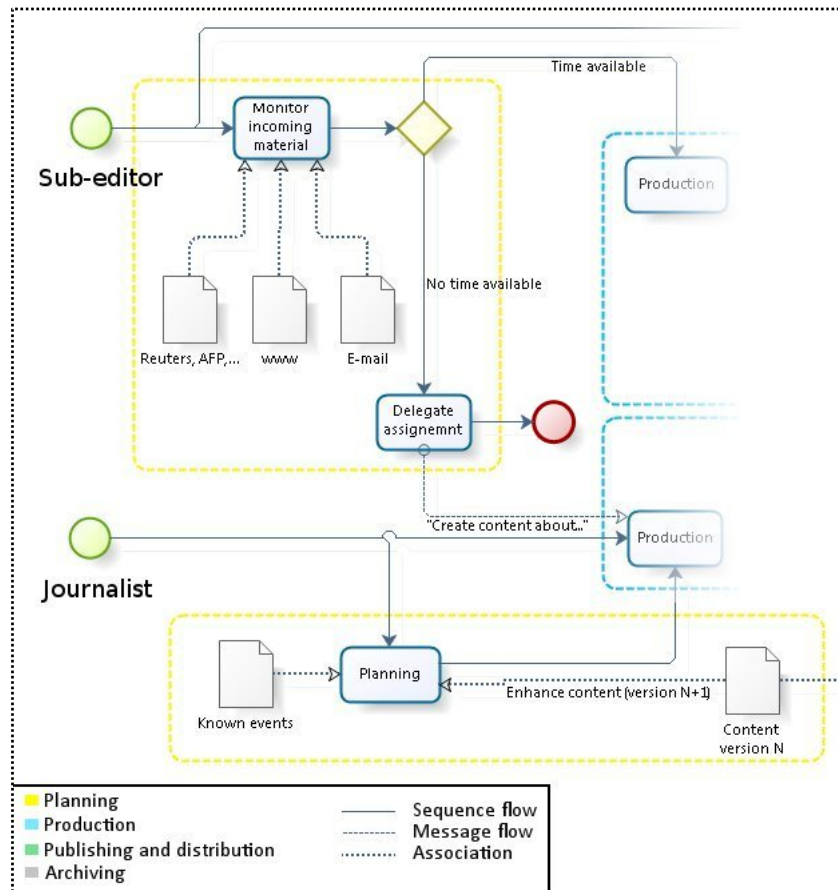 Time available
Monitor
incoming
material
Sub-editor
Production
No time available
Reuters, AFP,...
www
E-mail
Delegate
assignemnt
"Create content about..."
Production
Journalist
Planning
Known events
Enhance content (version N+1)
Content
version N
Planning
Production
Publishing and distribution
Archiving
Sequence flow
Message flow
Association